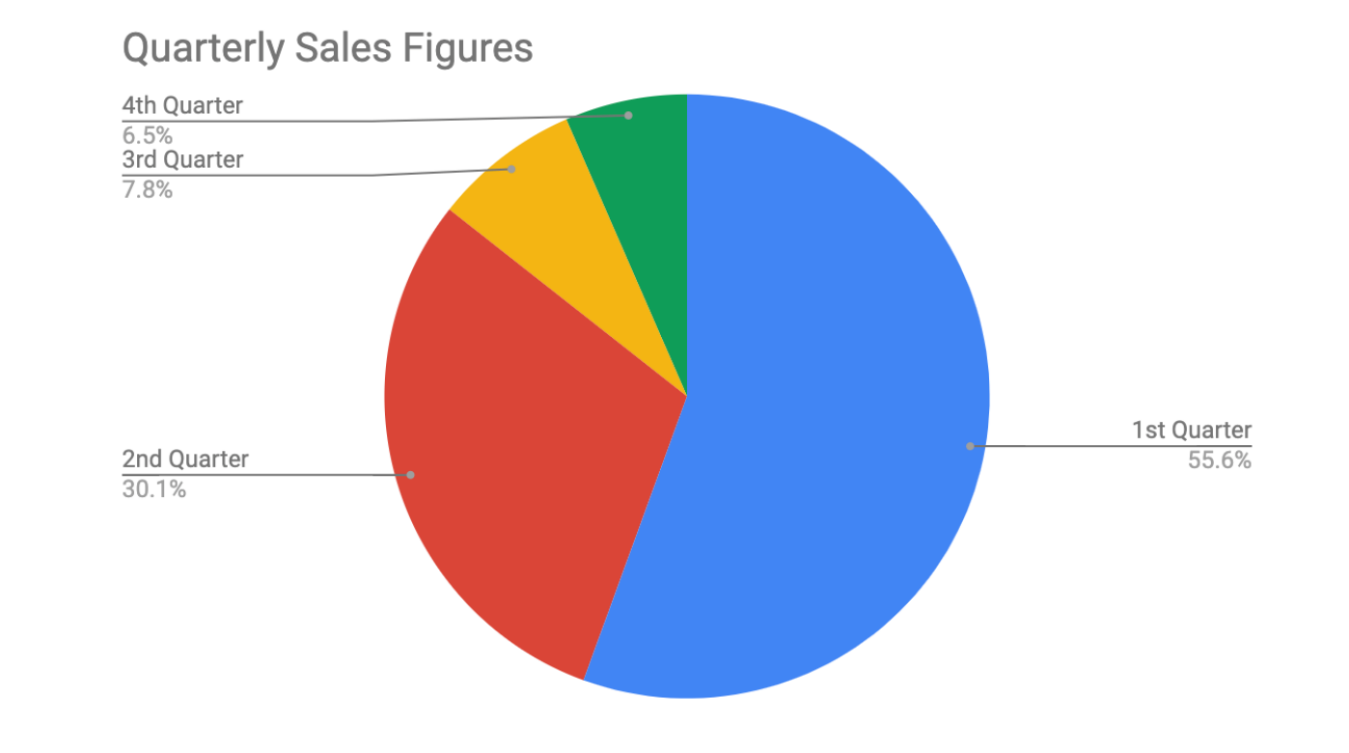 Quarterly Sales Figures
4th Quarter
6.5%
3rd Quarter
7.8%
2nd Quarter
30.1%
1st Quarter
55.6%